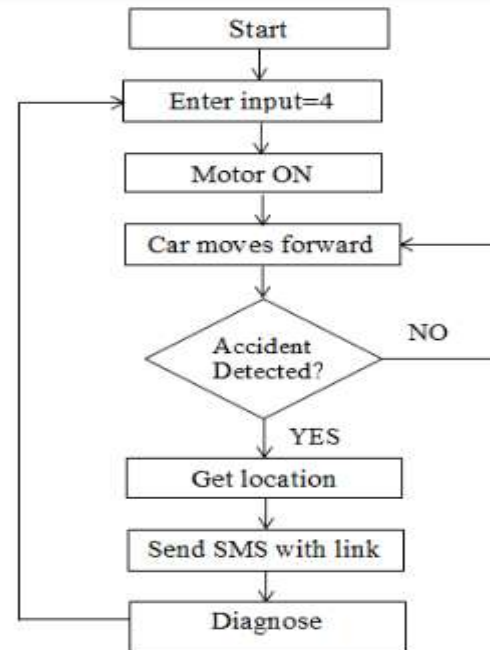 Start
Enter input=4
Motor ON
Car moves forward
Accident
Detected?
NO
YES
Get location
Send SMS with link
Diagnose